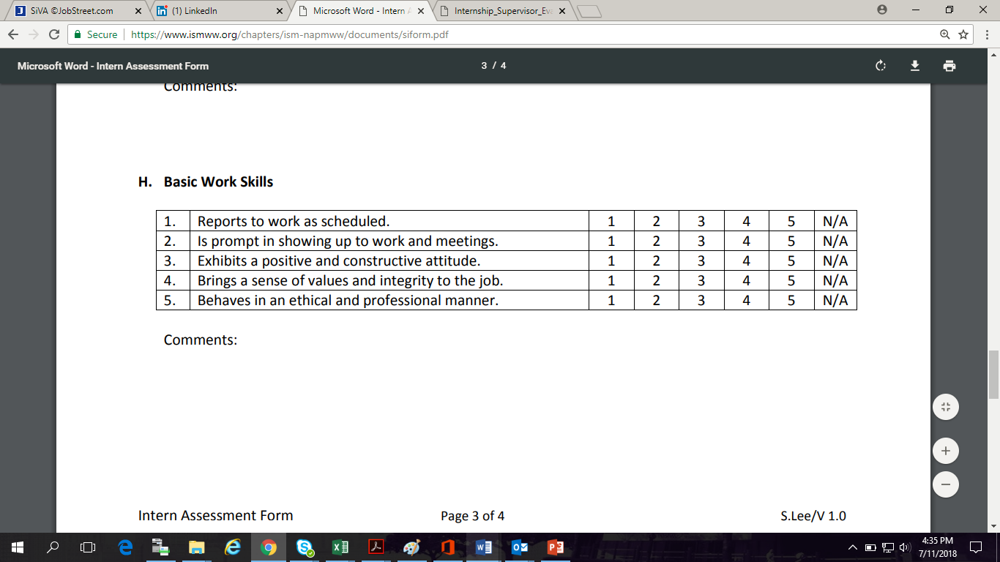 SiVA ©JobStreet.com
(1) LinkedIn
Microsoft Word - Intern
Internship_Supervisor_Ev
Secure
https://www.ismww.org/chapters/ism-napmww/documents/siform.pdf
Microsoft Word - Intern Assessment Form
3 / 4
Comments:
H. Basic Work Skills
1. Reports to work as scheduled. 1 2 3 4 5 N/A
2. Is prompt in showing up to work and meetings. 1 2 3 4 5 N/A
3. Exhibits a positive and constructive attitude. 1 2 3 4 5 N/A
4. Brings a sense of values and integrity to the job. 1 2 3 4 5 N/A
5. Behaves in an ethical and professional manner. 1 2 3 4 5 N/A
Comments:
Intern Assessment Form Page 3 of 4 S.Lee/V 1.0
4:35 PM
7/11/2018